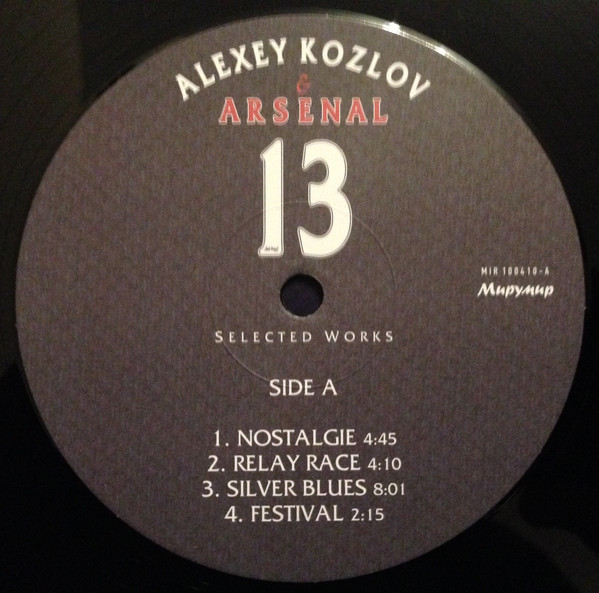 ALEXEY KOZLOV
&
ARSENAL
13
MIR 100410-A
Мирумир
SELECTED WORKS
SIDE A
1. NOSTALGIE 4:45
2. RELAY RACE 4:10
3. SILVER BLUES 8:01
4. FESTIVAL 2:15